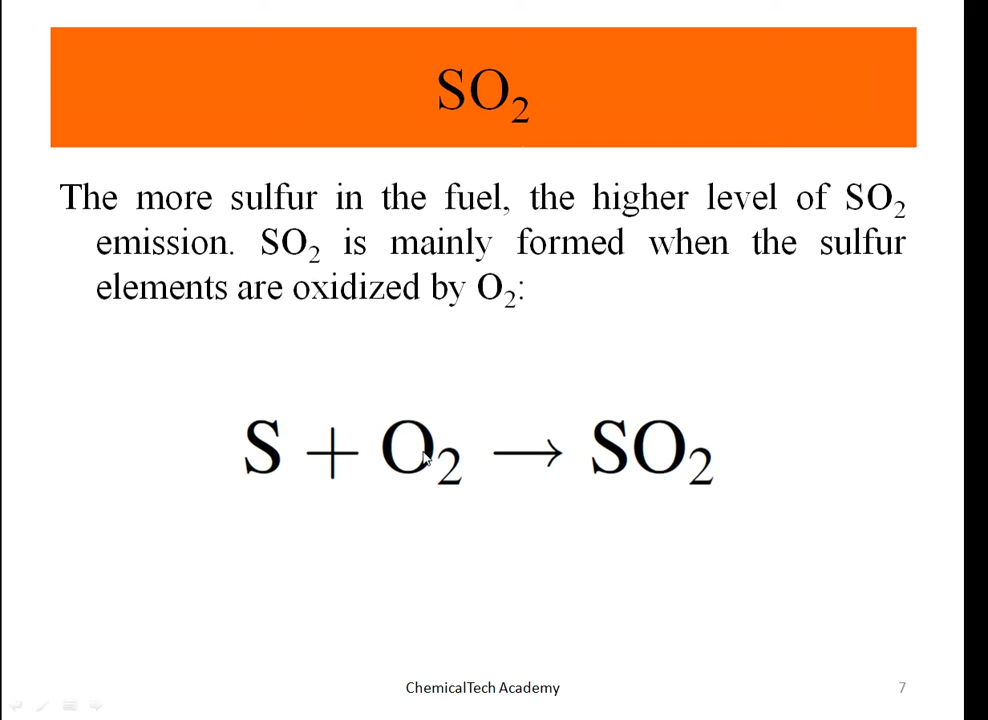 SO₂
The more sulfur in the fuel, the higher level of SO₂
emission. SO₂ is mainly formed when the sulfur
elements are oxidized by O₂:
S + O₂ → SO₂
ChemicalTech Academy
7